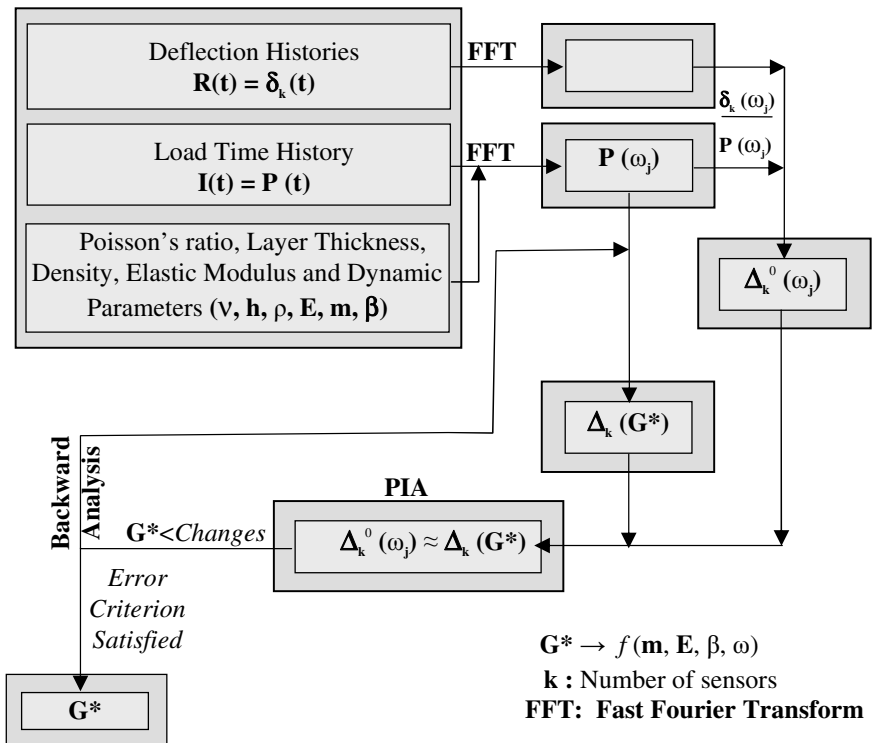 Deflection Histories
R(t) = δₖ(t)
FFT
δₖ(ωⱼ)
P (ωⱼ)
Load Time History
I(t) = P (t)
FFT
P (ωⱼ)
Poisson's ratio, Layer Thickness,
Density, Elastic Modulus and Dynamic
Parameters (ν, h, ρ, E, m, β)
Δₖ⁰ (ωⱼ)
Δₖ (G*)
Backward
Analysis
PIA
G*<Changes
Δₖ⁰ (ωⱼ) ≈ Δₖ (G*)
Error
Criterion
Satisfied
G*
G* → f (m, E, β, ω)
k : Number of sensors
FFT: Fast Fourier Transform